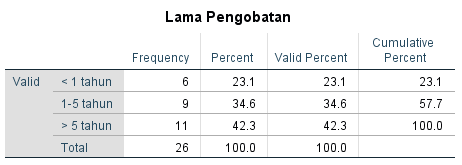 Lama Pengobatan
Frequency Percent Valid Percent Cumulative Percent
Valid < 1 tahun 6 23.1 23.1 23.1
1-5 tahun 9 34.6 34.6 57.7
> 5 tahun 11 42.3 42.3 100.0
Total 26 100.0 100.0